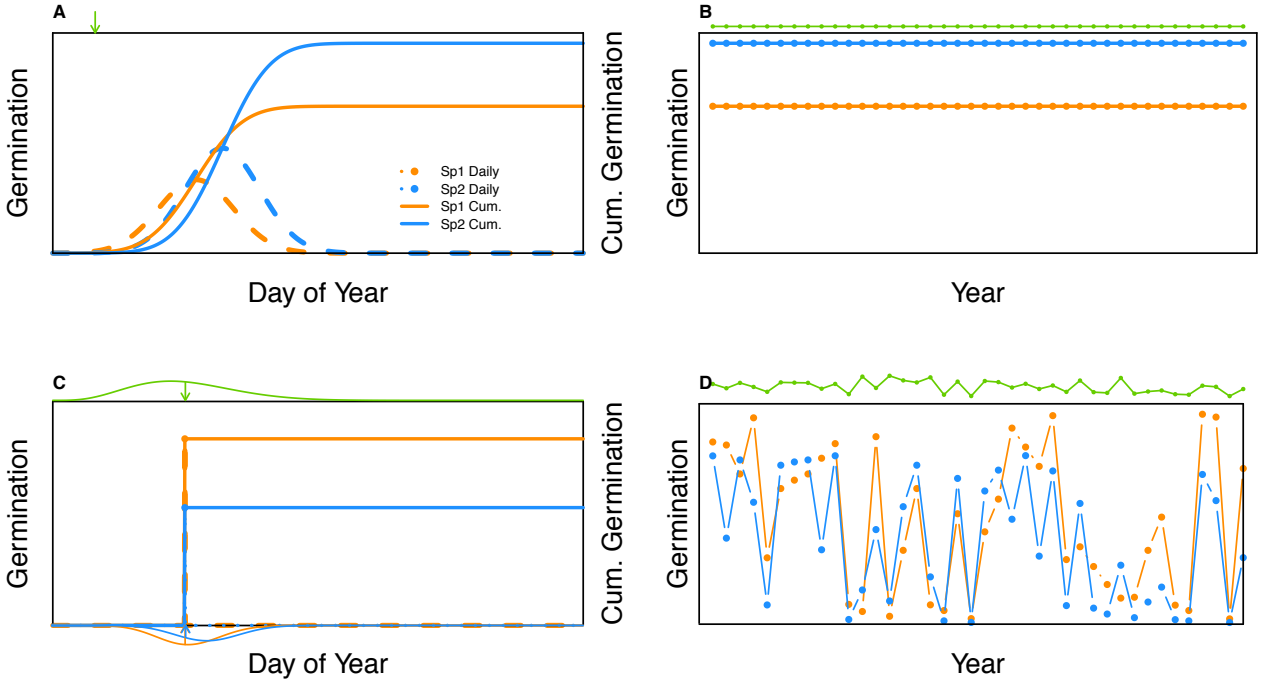 A
Germination
Sp1 Daily
Sp2 Daily
Sp1 Cum.
Sp2 Cum.
Cum. Germination
Day of Year
B
Germination
Year
C
Germination
Cum. Germination
Day of Year
D
Germination
Year